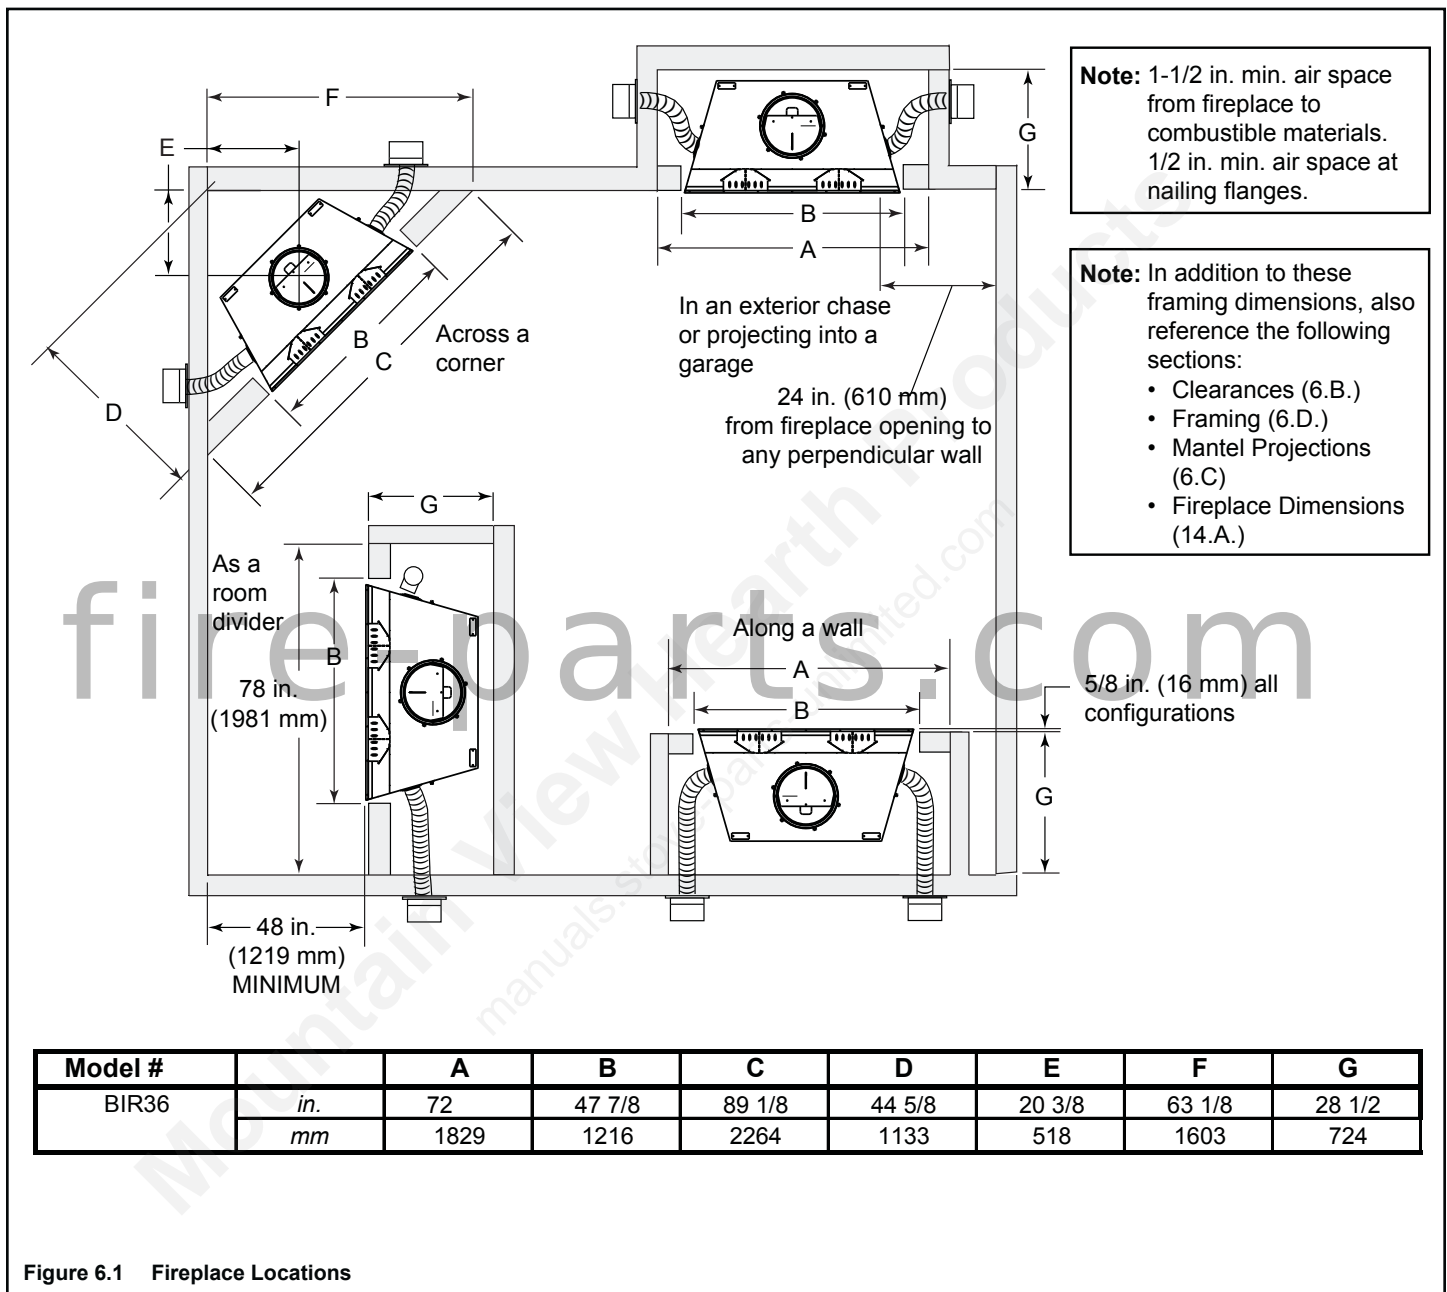 F
E
G
B
A
Note: 1-1/2 in. min. air space
from fireplace to
combustible materials.
1/2 in. min. air space at
nailing flanges.
In an exterior chase
or projecting into a
garage
24 in. (610 mm)
from fireplace opening to
any perpendicular wall
Note: In addition to these
framing dimensions, also
reference the following
sections:
• Clearances (6.B.)
• Framing (6.D.)
• Mantel Projections
(6.C)
• Fireplace Dimensions
(14.A.)
B
C
Across a
corner
D
G
As a
room
divider
B
78 in.
(1981 mm)
Along a wall
A
B
5/8 in. (16 mm) all
configurations
G
48 in.
(1219 mm)
MINIMUM
fire-parts.com
Mountain View Hearth Products
manuals.stove-parts-unlimited.com
Model # A B C D E F G
BIR36 in. 72 47 7/8 89 1/8 44 5/8 20 3/8 63 1/8 28 1/2
mm 1829 1216 2264 1133 518 1603 724
Figure 6.1 Fireplace Locations